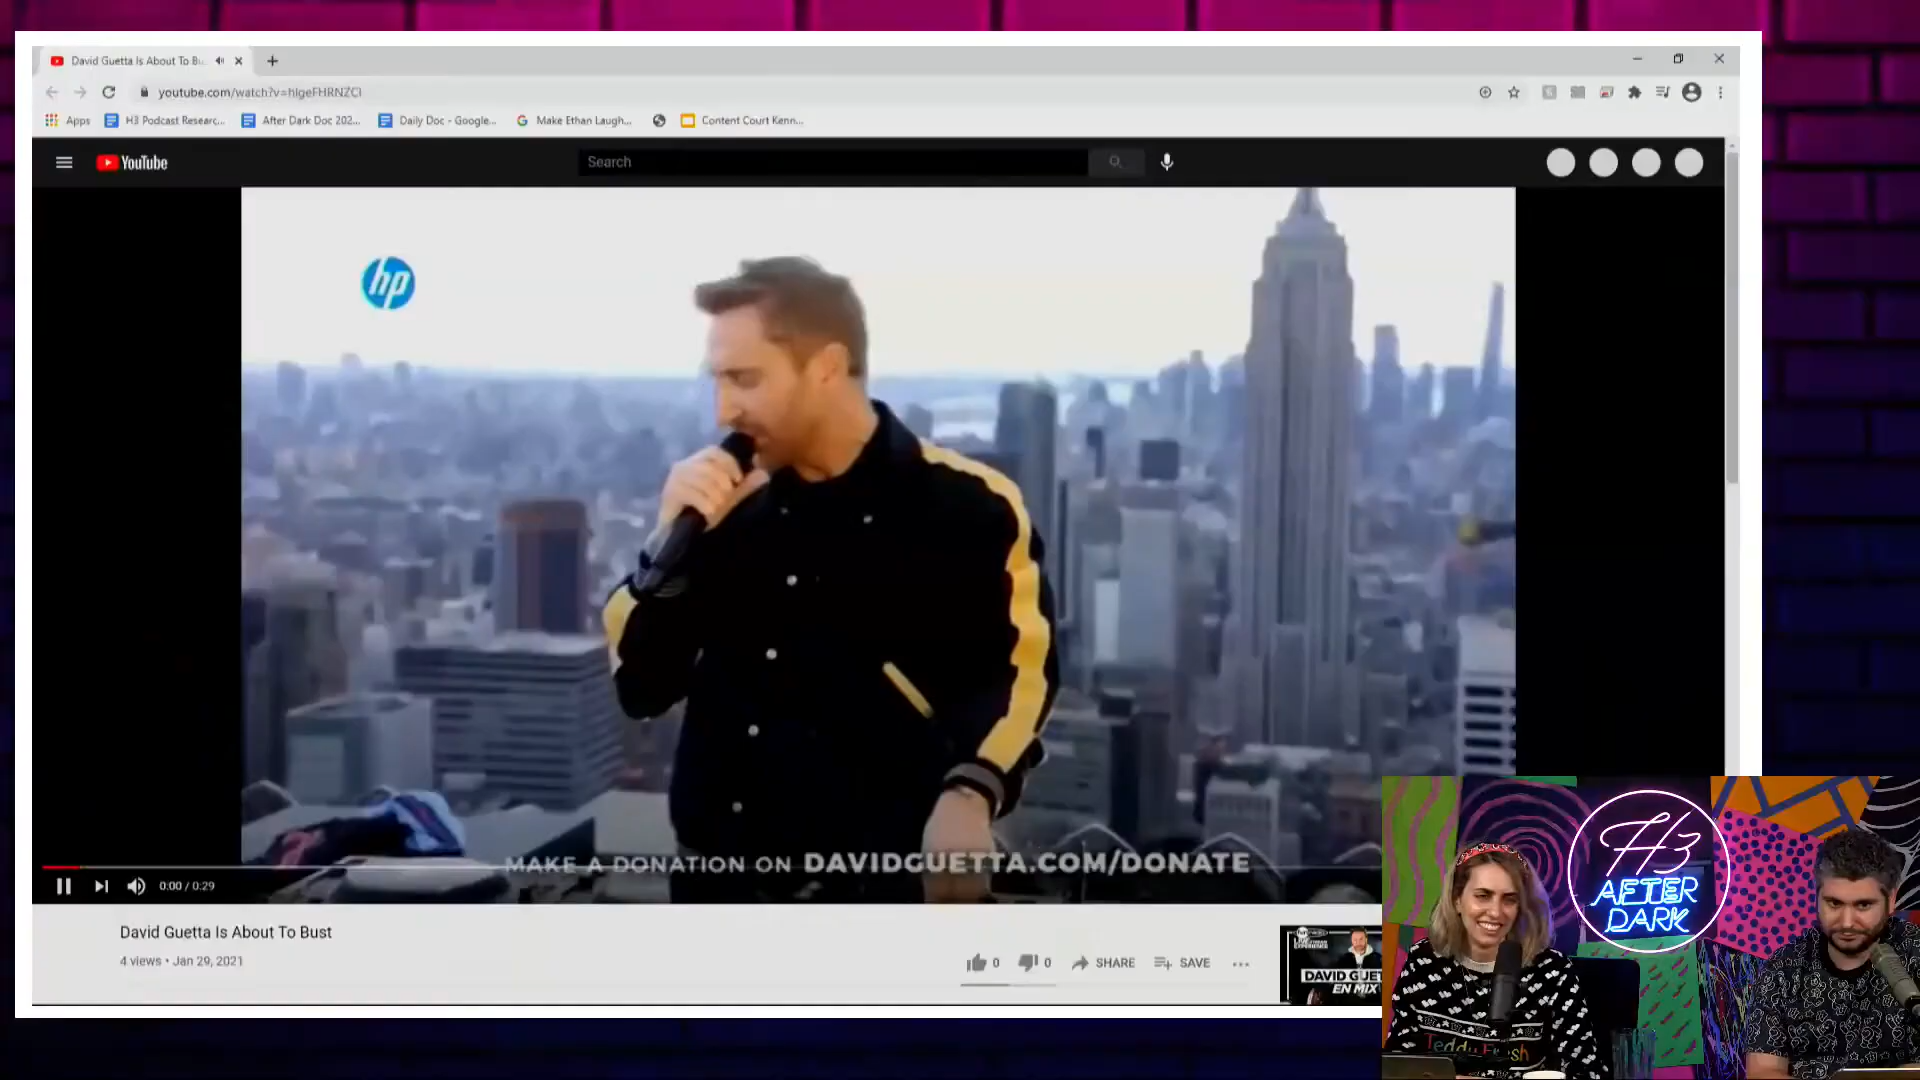 David Guetta Is About To Bu...
youtube.com/watch?v=hIgeFHRNZCI
Apps
H3 Podcast Researc...
After Dark Doc 202...
Daily Doc - Google...
Make Ethan Laugh...
Content Court Kenn...
YouTube
Search
hp
MAKE A DONATION ON DAVIDGUETTA.COM/DONATE
0:00 / 0:29
David Guetta Is About To Bust
4 views • Jan 29, 2021
0
0
SHARE
SAVE
DAVID GUET
EN MIX
H3
AFTER
DARK
Teddy Fresh